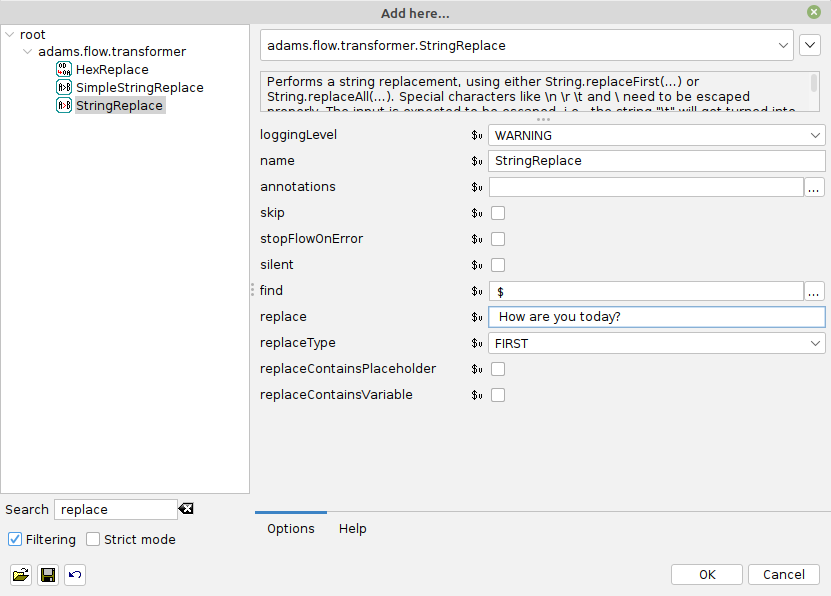 Add here...
root
adams.flow.transformer
HexReplace
SimpleStringReplace
StringReplace
adams.flow.transformer.StringReplace
Performs a string replacement, using either String.replaceFirst(...) or
String.replaceAll(...). Special characters like \n \r \t and \ need to be escaped
properly. The input is expected to be escaped, i.e., the string "\t" will get turned into
loggingLevel
WARNING
name
StringReplace
annotations
...
skip
stopFlowOnError
silent
find
$
...
replace
How are you today?
replaceType
FIRST
replaceContainsPlaceholder
replaceContainsVariable
Search
replace
Filtering
Strict mode
Options
Help
OK
Cancel